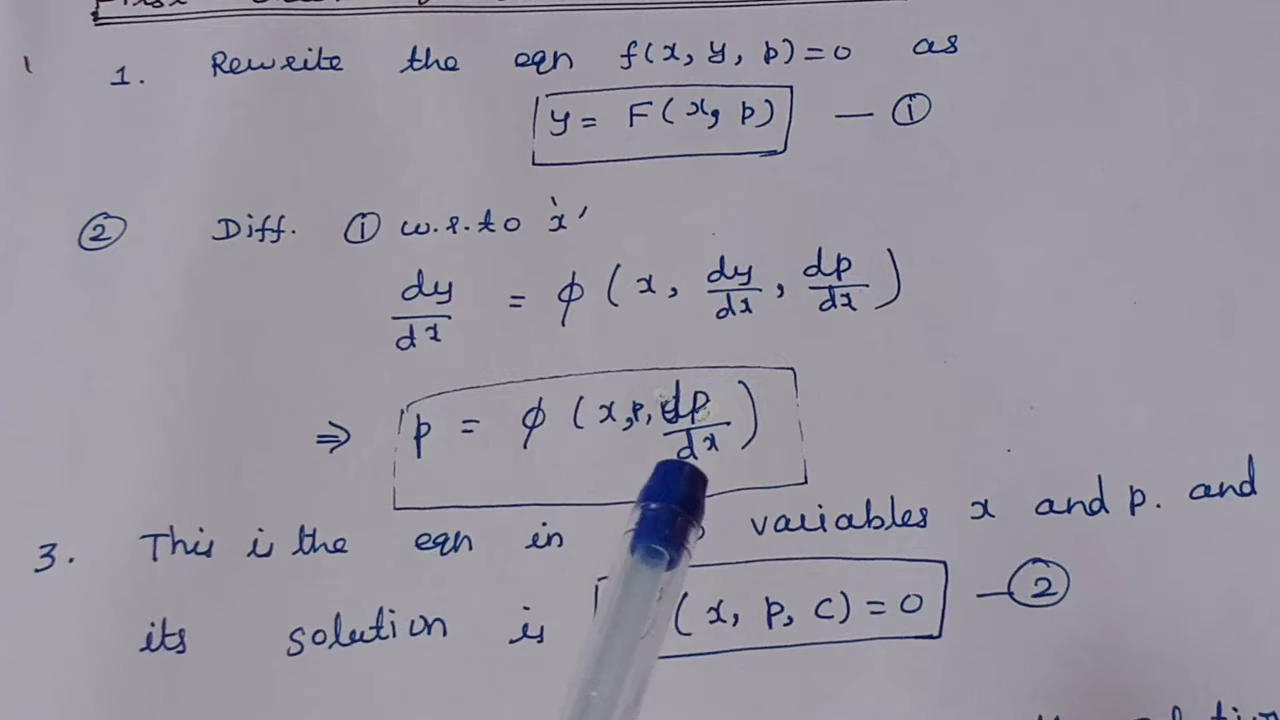 1. Rewrite the eqn f(x, y, p) = 0 as
y = F(x, p) — ①
② Diff. ① w.r.to 'x'
dy/dx = ϕ(x, dy/dx, dp/dx)
⇒ p = ϕ(x, p, dp/dx)
3. This is the eqn in variables x and p. and
its solution is (x, p, c) = 0 — ②